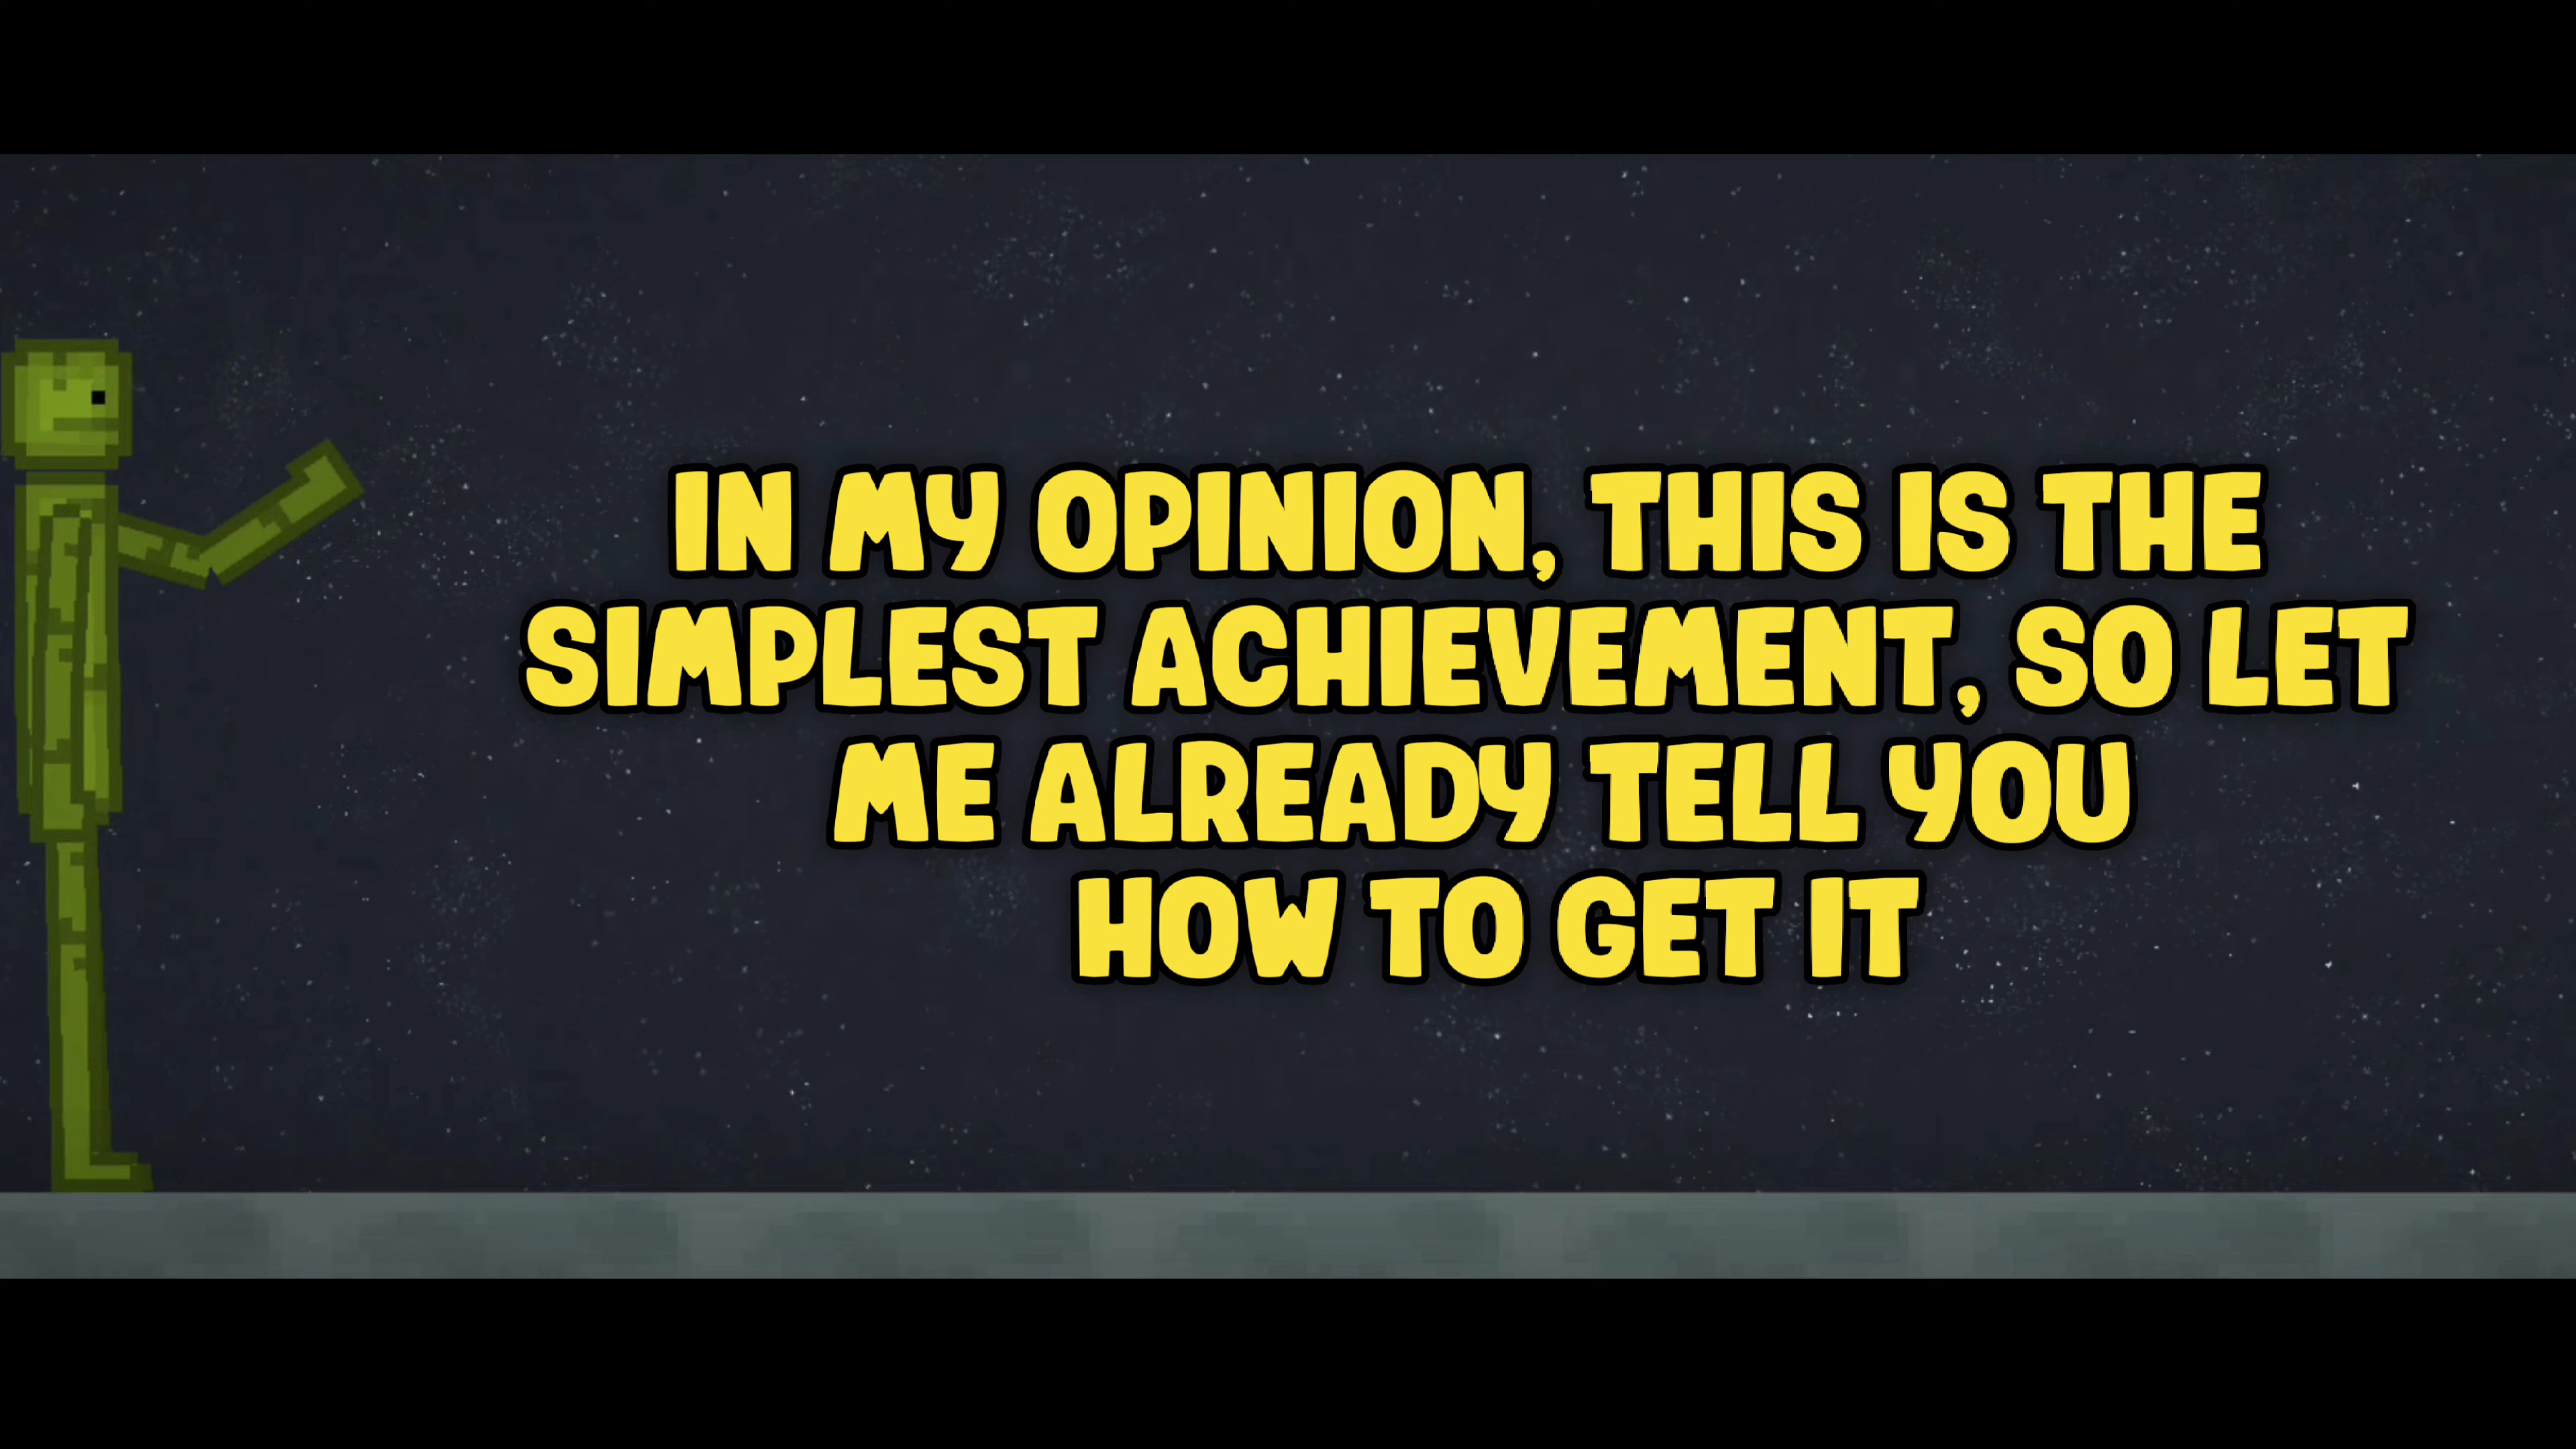 IN MY OPINION, THIS IS THE
SIMPLEST ACHIEVEMENT, SO LET
ME ALREADY TELL YOU
HOW TO GET IT